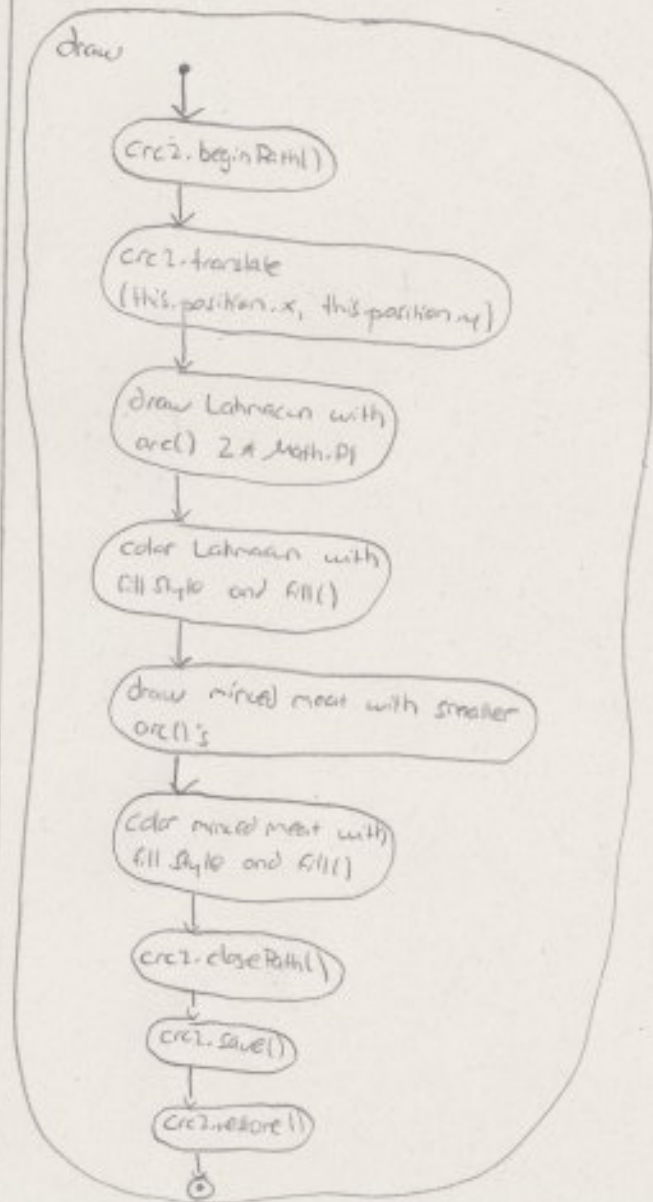 draw
crc2.beginPath()
crc2.translate
(this.position.x, this.position.y)
draw Lahmacun with
arc() 2 * Math.PI
color Lahmacun with
fillStyle and fill()
draw minced meat with smaller
arc()'s
color minced meat with
fillStyle and fill()
crc2.closePath()
crc2.save()
crc2.restore()